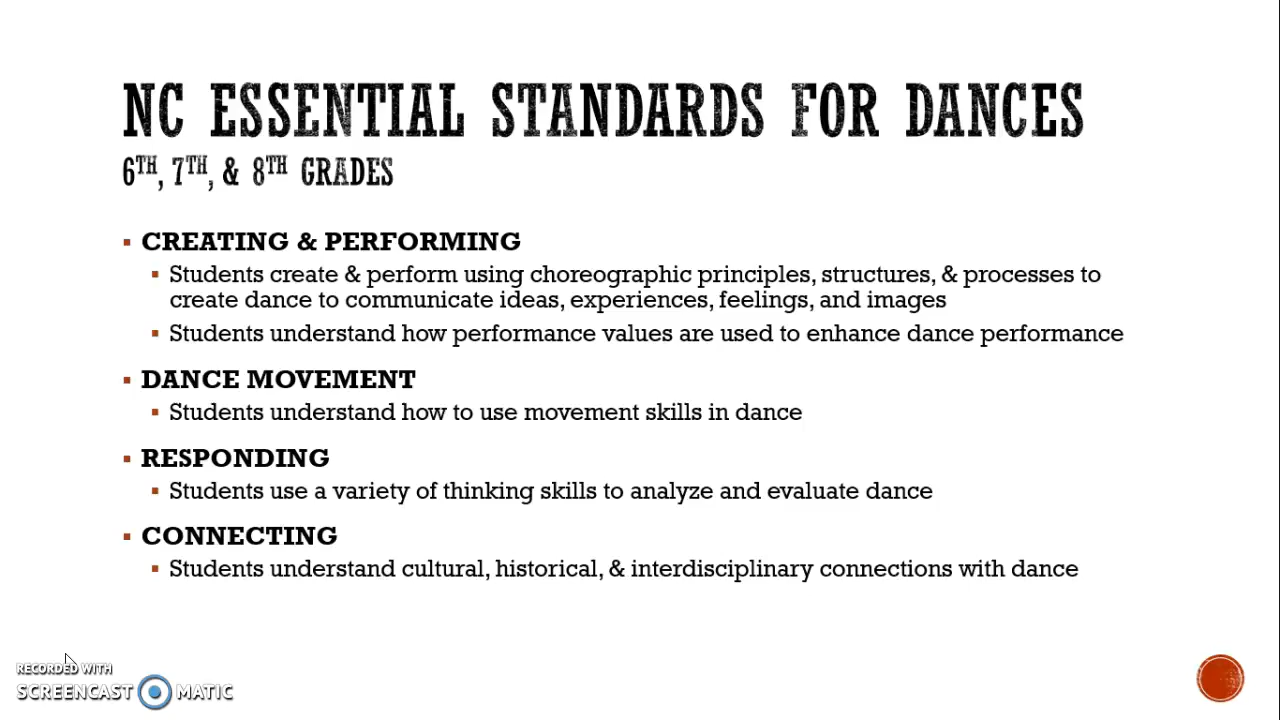 NC ESSENTIAL STANDARDS FOR DANCES
6TH, 7TH, & 8TH GRADES
▪ CREATING & PERFORMING
▪ Students create & perform using choreographic principles, structures, & processes to
create dance to communicate ideas, experiences, feelings, and images
▪ Students understand how performance values are used to enhance dance performance
▪ DANCE MOVEMENT
▪ Students understand how to use movement skills in dance
▪ RESPONDING
▪ Students use a variety of thinking skills to analyze and evaluate dance
▪ CONNECTING
▪ Students understand cultural, historical, & interdisciplinary connections with dance
RECORDED WITH
SCREENCAST MATIC